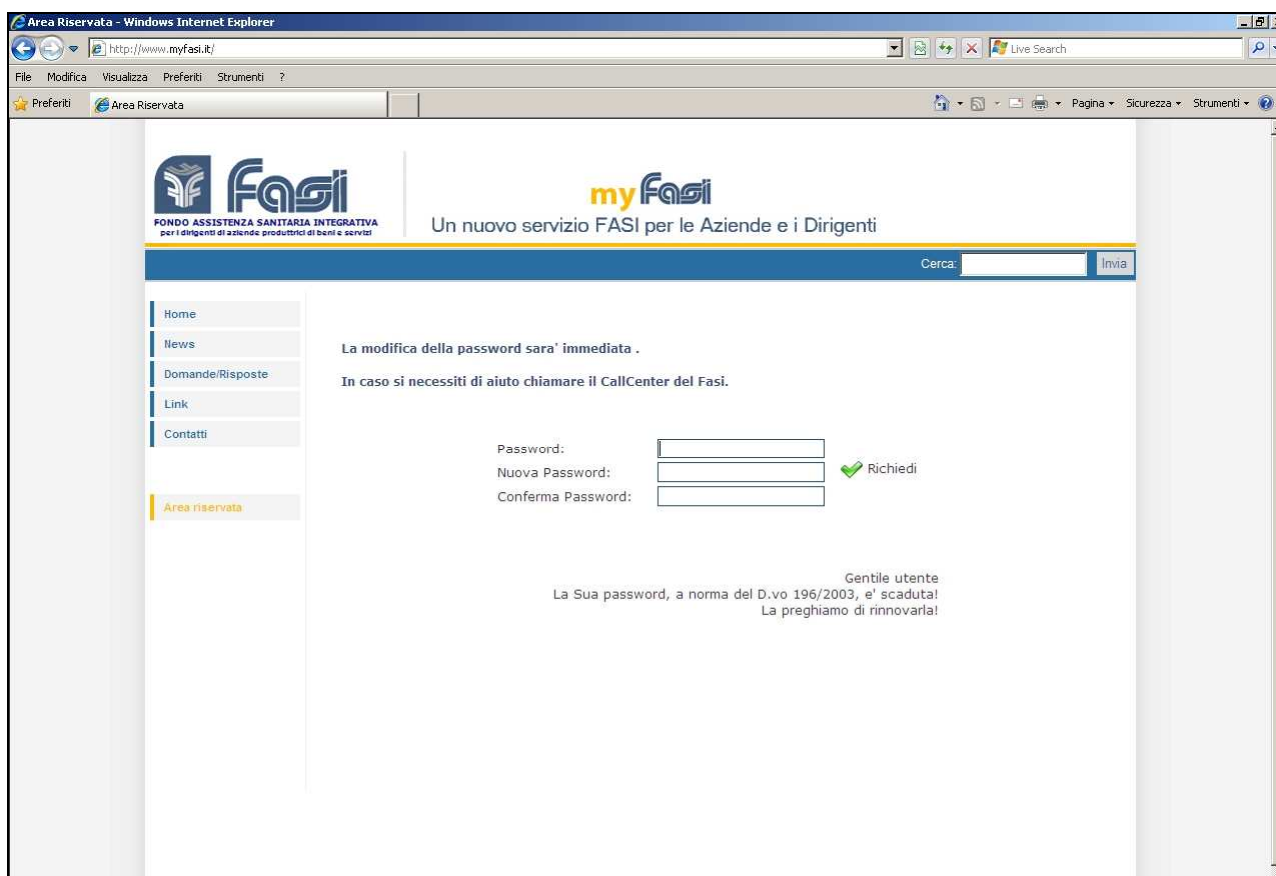 Area Riservata - Windows Internet Explorer
http://www.myfasi.it/
Live Search
File Modifica Visualizza Preferiti Strumenti ?
Preferiti
Area Riservata
Pagina Sicurezza Strumenti
Fasi
FONDO ASSISTENZA SANITARIA INTEGRATIVA
per i dirigenti di aziende produttrici di beni e servizi
my Fasi
Un nuovo servizio FASI per le Aziende e i Dirigenti
Cerca:
Invia
Home
News
Domande/Risposte
Link
Contatti
Area riservata
La modifica della password sara' immediata .
In caso si necessiti di aiuto chiamare il CallCenter del Fasi.
Password:
Nuova Password:
Conferma Password:
Richiedi
Gentile utente
La Sua password, a norma del D.vo 196/2003, e' scaduta!
La preghiamo di rinnovarla!